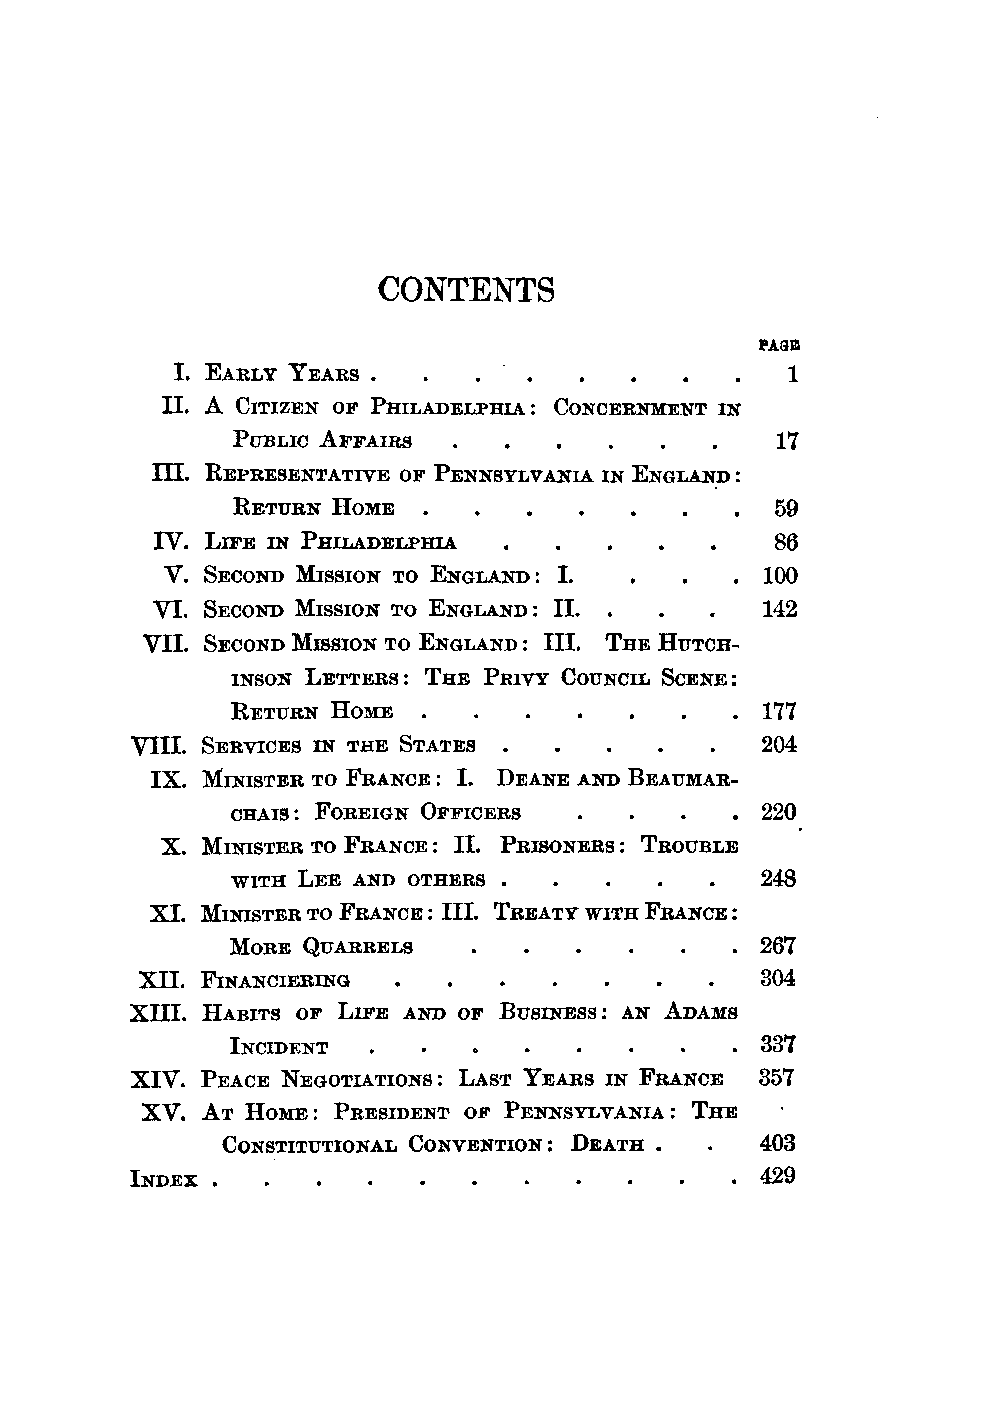 CONTENTS
PAGE
I. EARLY YEARS . . . . . . . . 1
II. A CITIZEN OF PHILADELPHIA: CONCERNMENT IN
PUBLIC AFFAIRS . . . . . . 17
III. REPRESENTATIVE OF PENNSYLVANIA IN ENGLAND:
RETURN HOME . . . . . . . 59
IV. LIFE IN PHILADELPHIA . . . . . 86
V. SECOND MISSION TO ENGLAND: I. . . . 100
VI. SECOND MISSION TO ENGLAND: II. . . . 142
VII. SECOND MISSION TO ENGLAND: III. THE HUTCH-
INSON LETTERS: THE PRIVY COUNCIL SCENE:
RETURN HOME . . . . . . . 177
VIII. SERVICES IN THE STATES . . . . . 204
IX. MINISTER TO FRANCE: I. DEANE AND BEAUMAR-
CHAIS: FOREIGN OFFICERS . . . . 220
X. MINISTER TO FRANCE: II. PRISONERS: TROUBLE
WITH LEE AND OTHERS . . . . . 248
XI. MINISTER TO FRANCE: III. TREATY WITH FRANCE:
MORE QUARRELS . . . . . . 267
XII. FINANCIERING . . . . . . . 304
XIII. HABITS OF LIFE AND OF BUSINESS: AN ADAMS
INCIDENT . . . . . . . . 337
XIV. PEACE NEGOTIATIONS: LAST YEARS IN FRANCE 357
XV. AT HOME: PRESIDENT OF PENNSYLVANIA: THE
CONSTITUTIONAL CONVENTION: DEATH . . 403
INDEX . . . . . . . . . . . 429